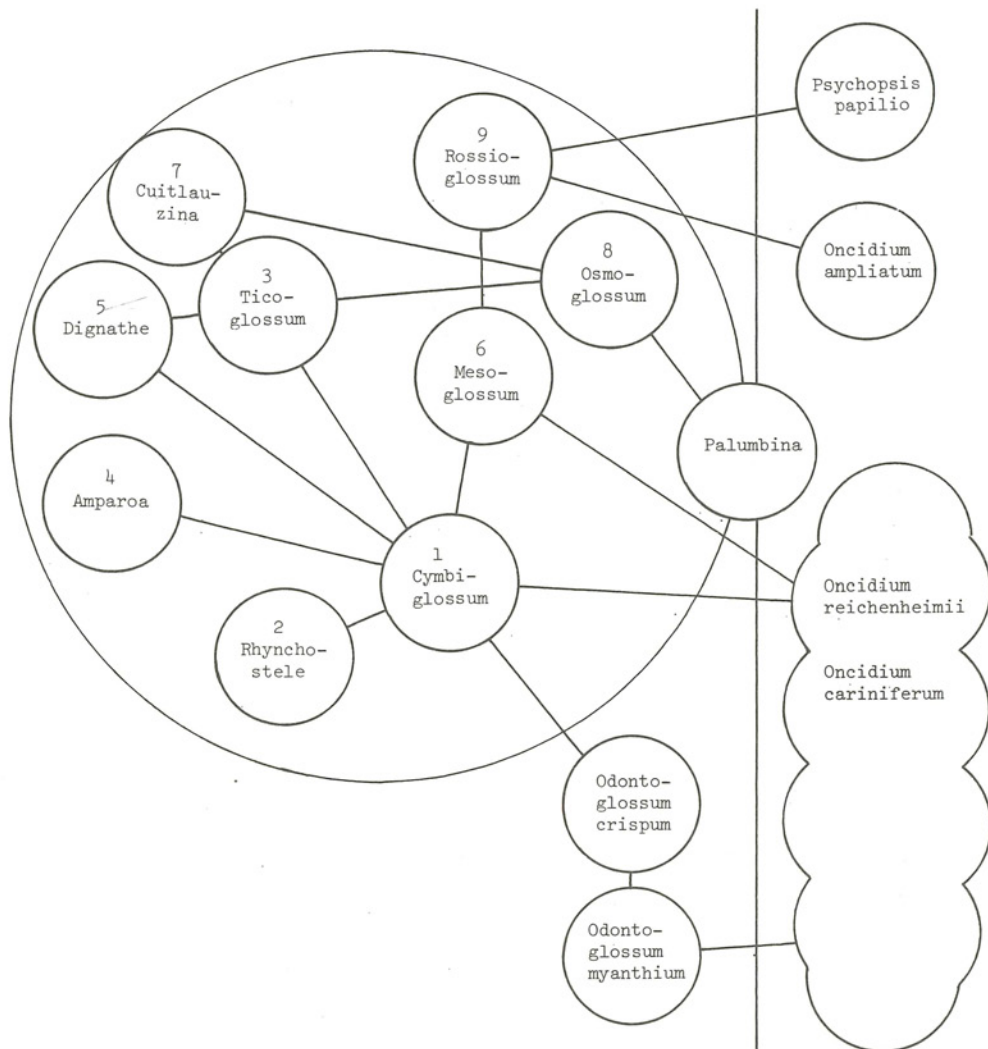 Psychopsis
papilio
9
Rossio-
glossum
7
Cuitlau-
zina
Oncidium
ampliatum
8
Osmo-
glossum
3
Tico-
glossum
5
Dignathe
6
Meso-
glossum
Palumbina
4
Amparoa
1
Cymbi-
glossum
Oncidium
reichenheimii
2
Rhyncho-
stele
Oncidium
cariniferum
Odonto-
glossum
crispum
Odonto-
glossum
myanthium